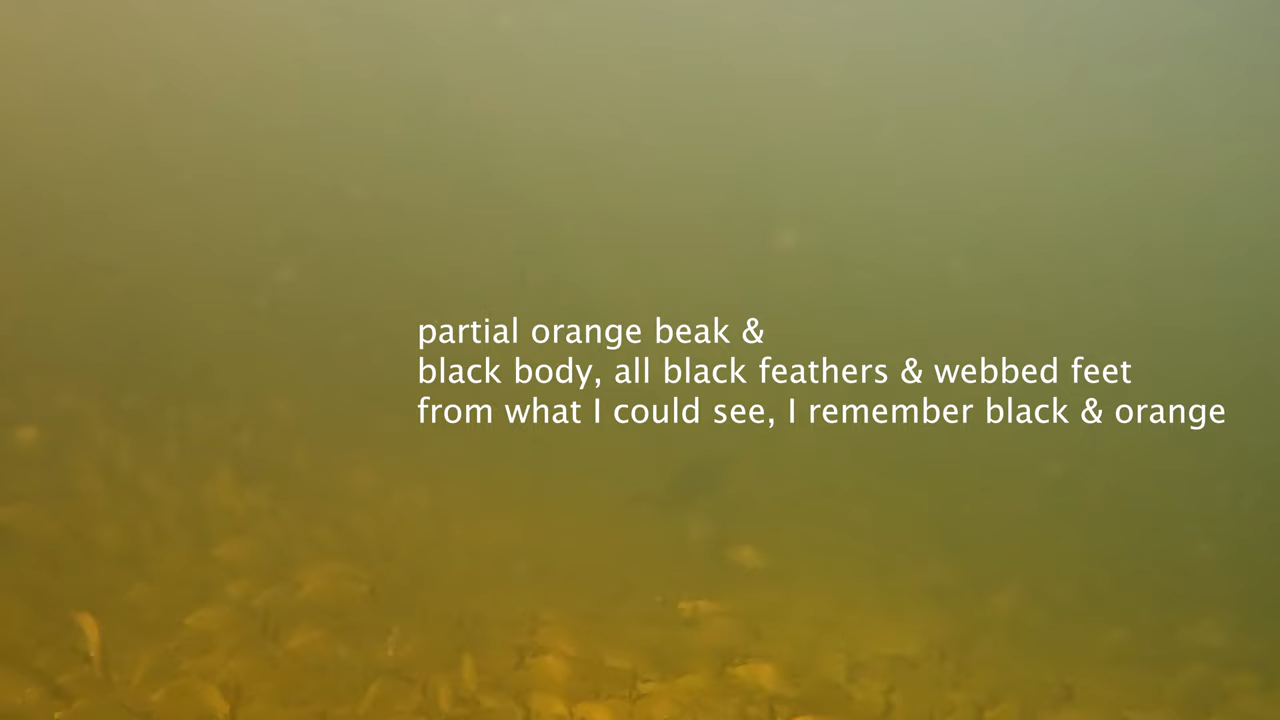 partial orange beak &
black body, all black feathers & webbed feet
from what I could see, I remember black & orange